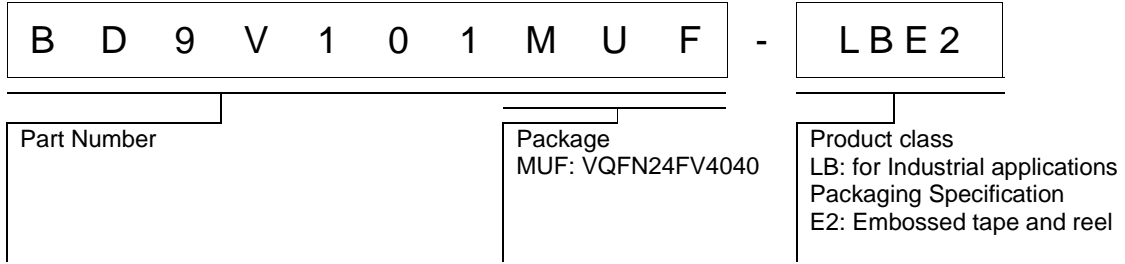 B D 9 V 1 0 1 M U F - L B E 2
Part Number
Package
MUF: VQFN24FV4040
Product class
LB: for Industrial applications
Packaging Specification
E2: Embossed tape and reel